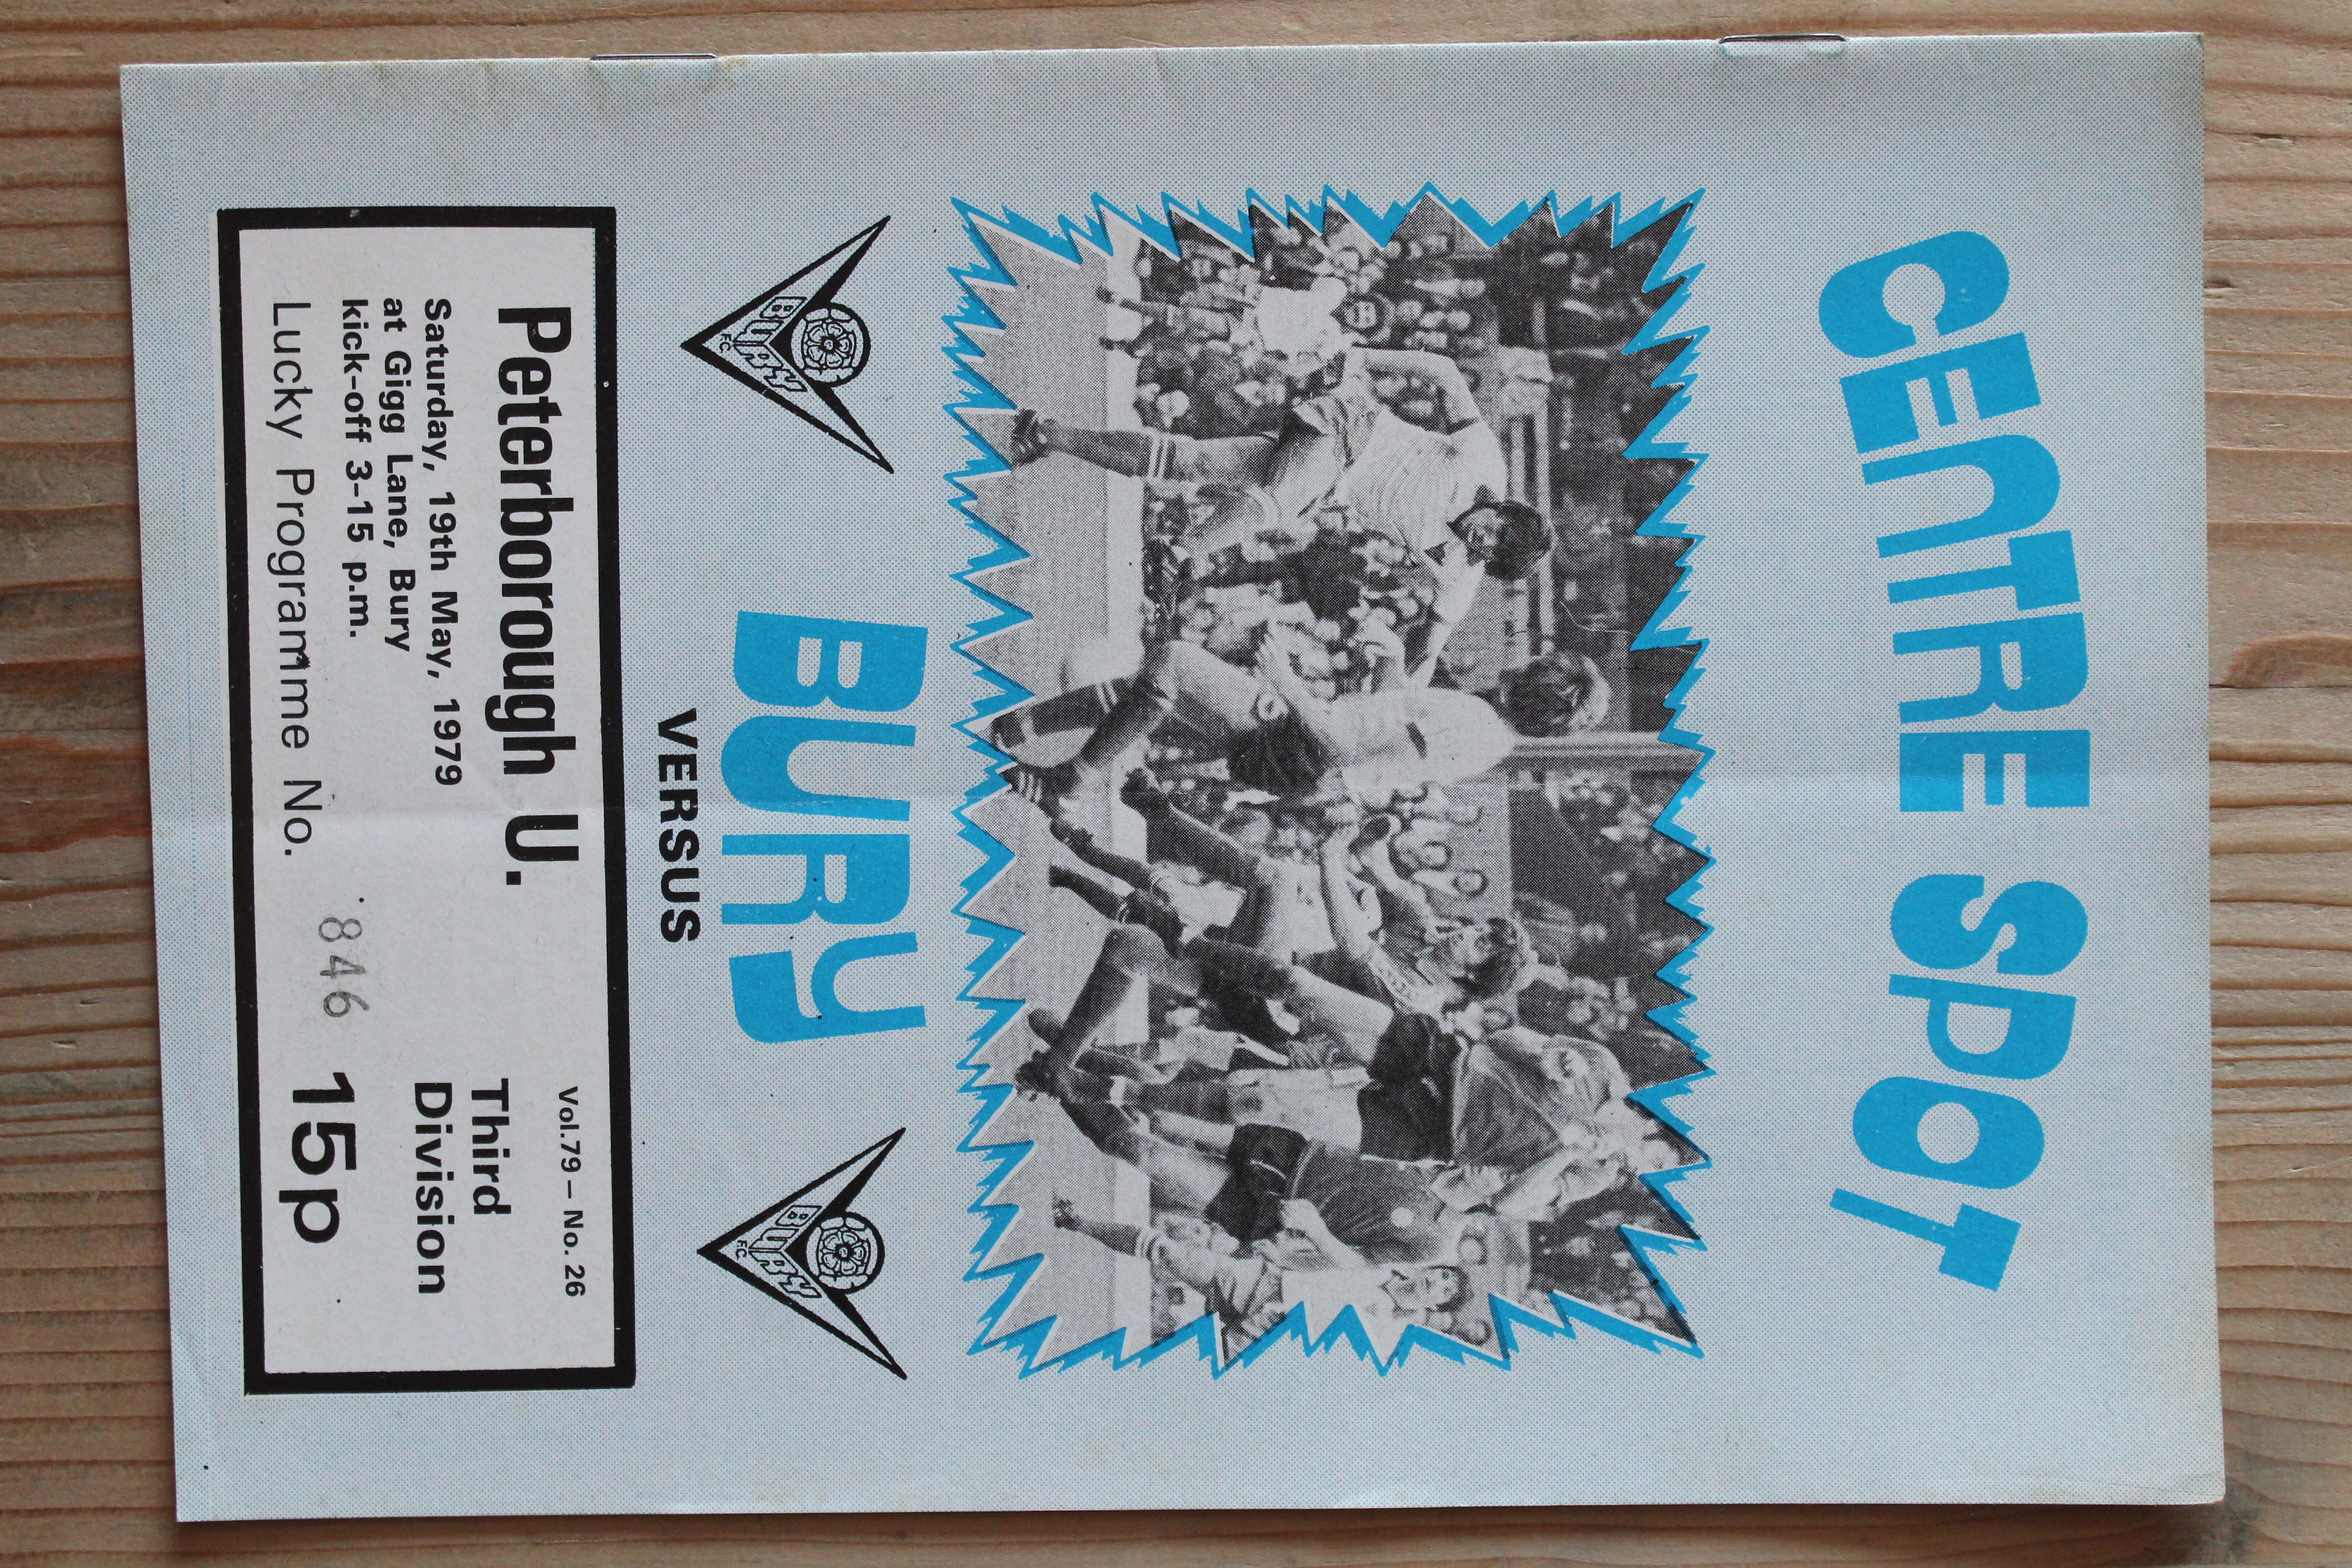 CENTRE SPOT
BURY
BURY
F.C.
BURY
F.C.
VERSUS
Peterborough U.
Vol.79 – No. 26
Saturday, 19th May, 1979
at Gigg Lane, Bury
kick-off 3-15 p.m.
Third
Division
Lucky Programme No. 846
15p